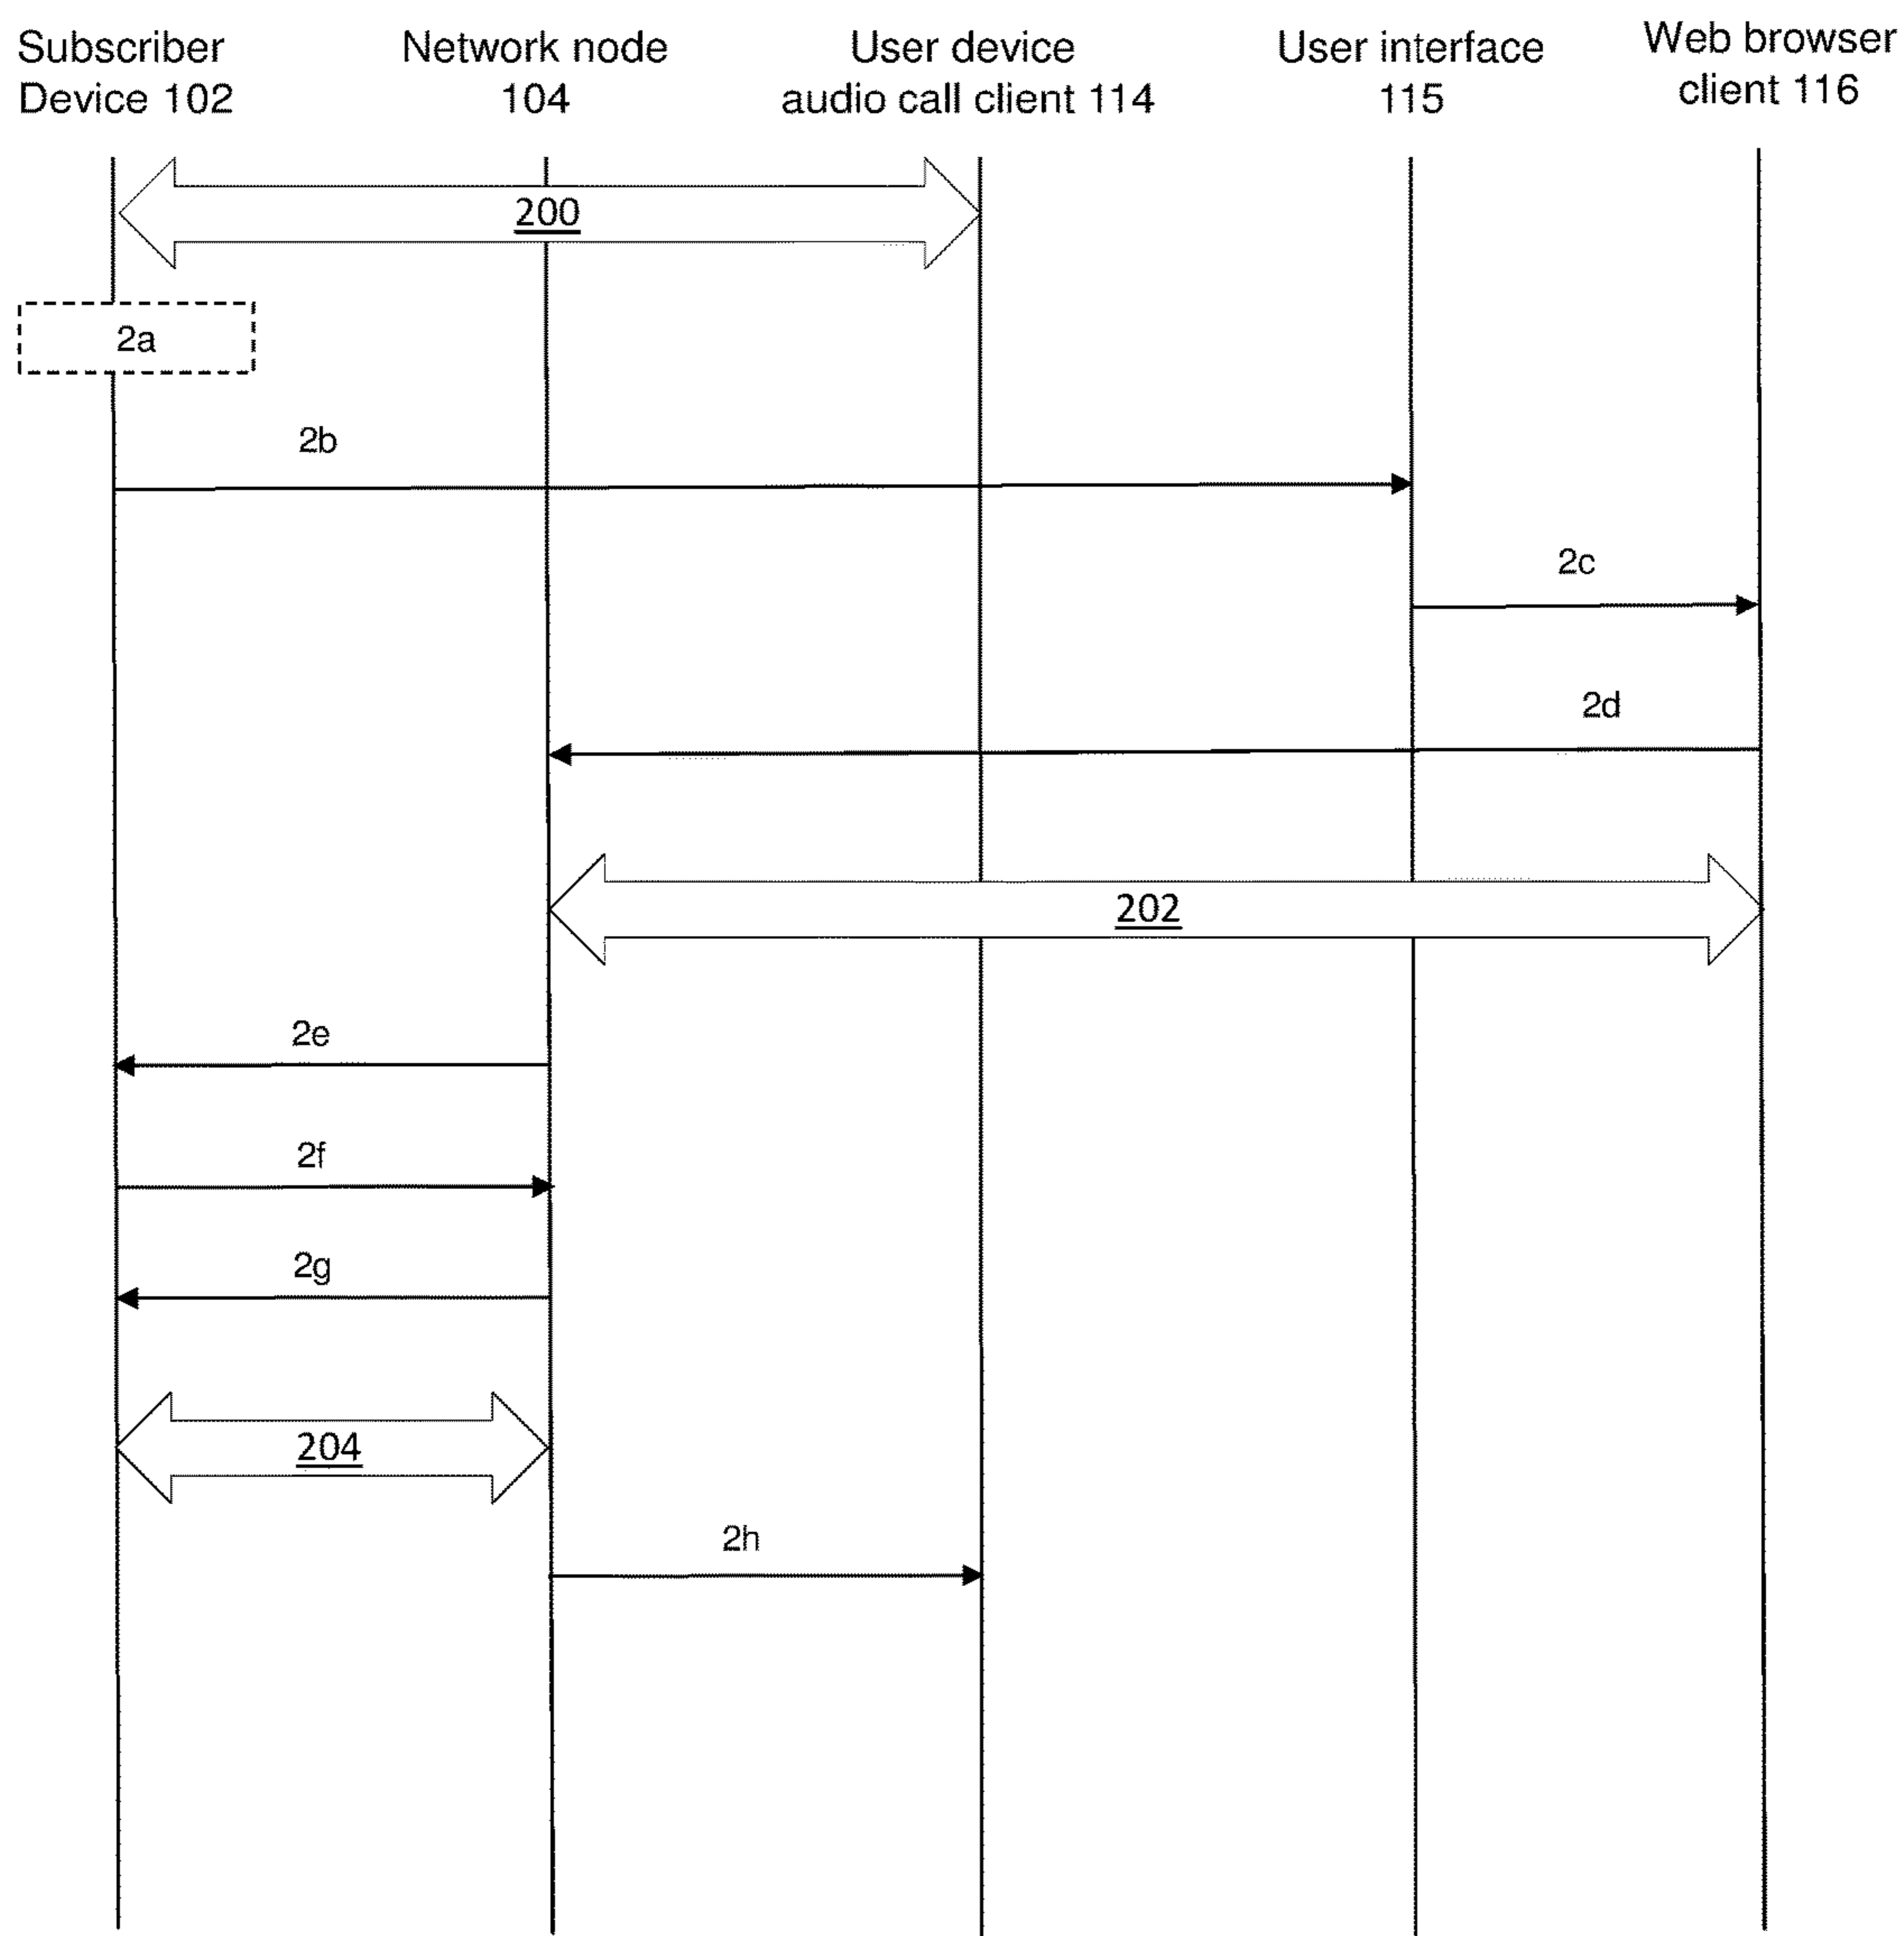 Subscriber
Device 102
Network node
104
User device
audio call client 114
User interface
115
Web browser
client 116
200
2a
2b
2c
2d
202
2e
2f
2g
204
2h